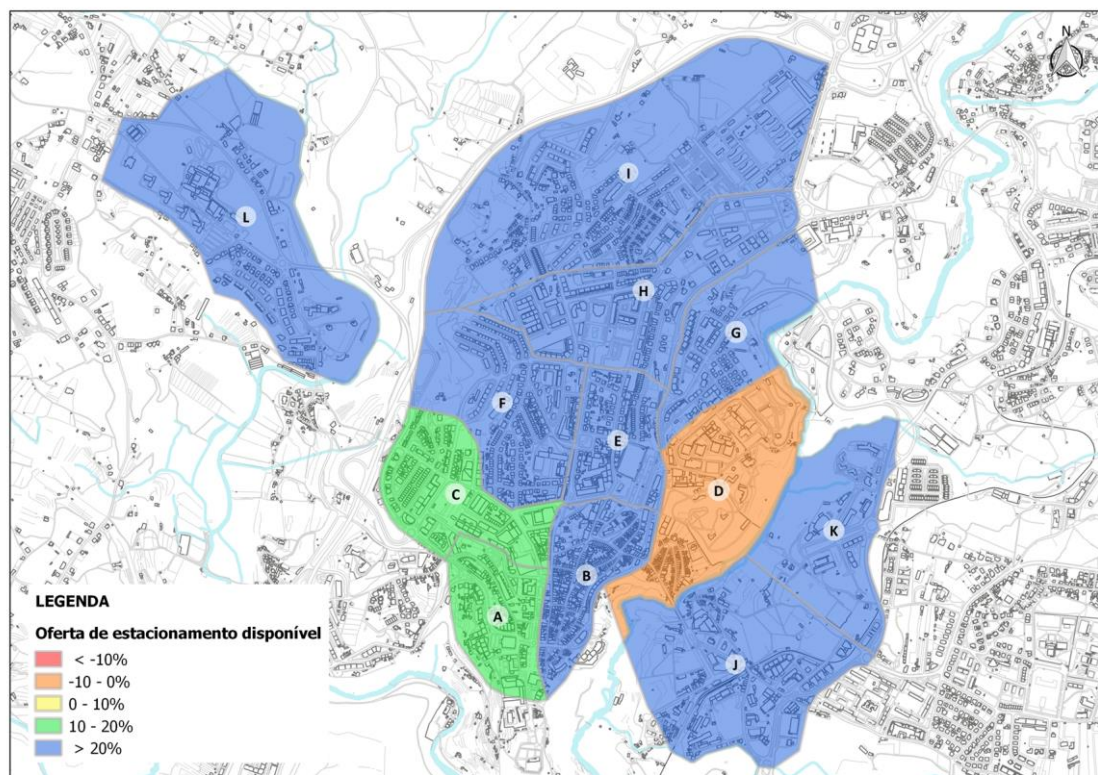 N
I
L
H
G
F
E
C
D
K
B
A
J
LEGENDA
Oferta de estacionamento disponível
< -10%
-10 - 0%
0 - 10%
10 - 20%
> 20%